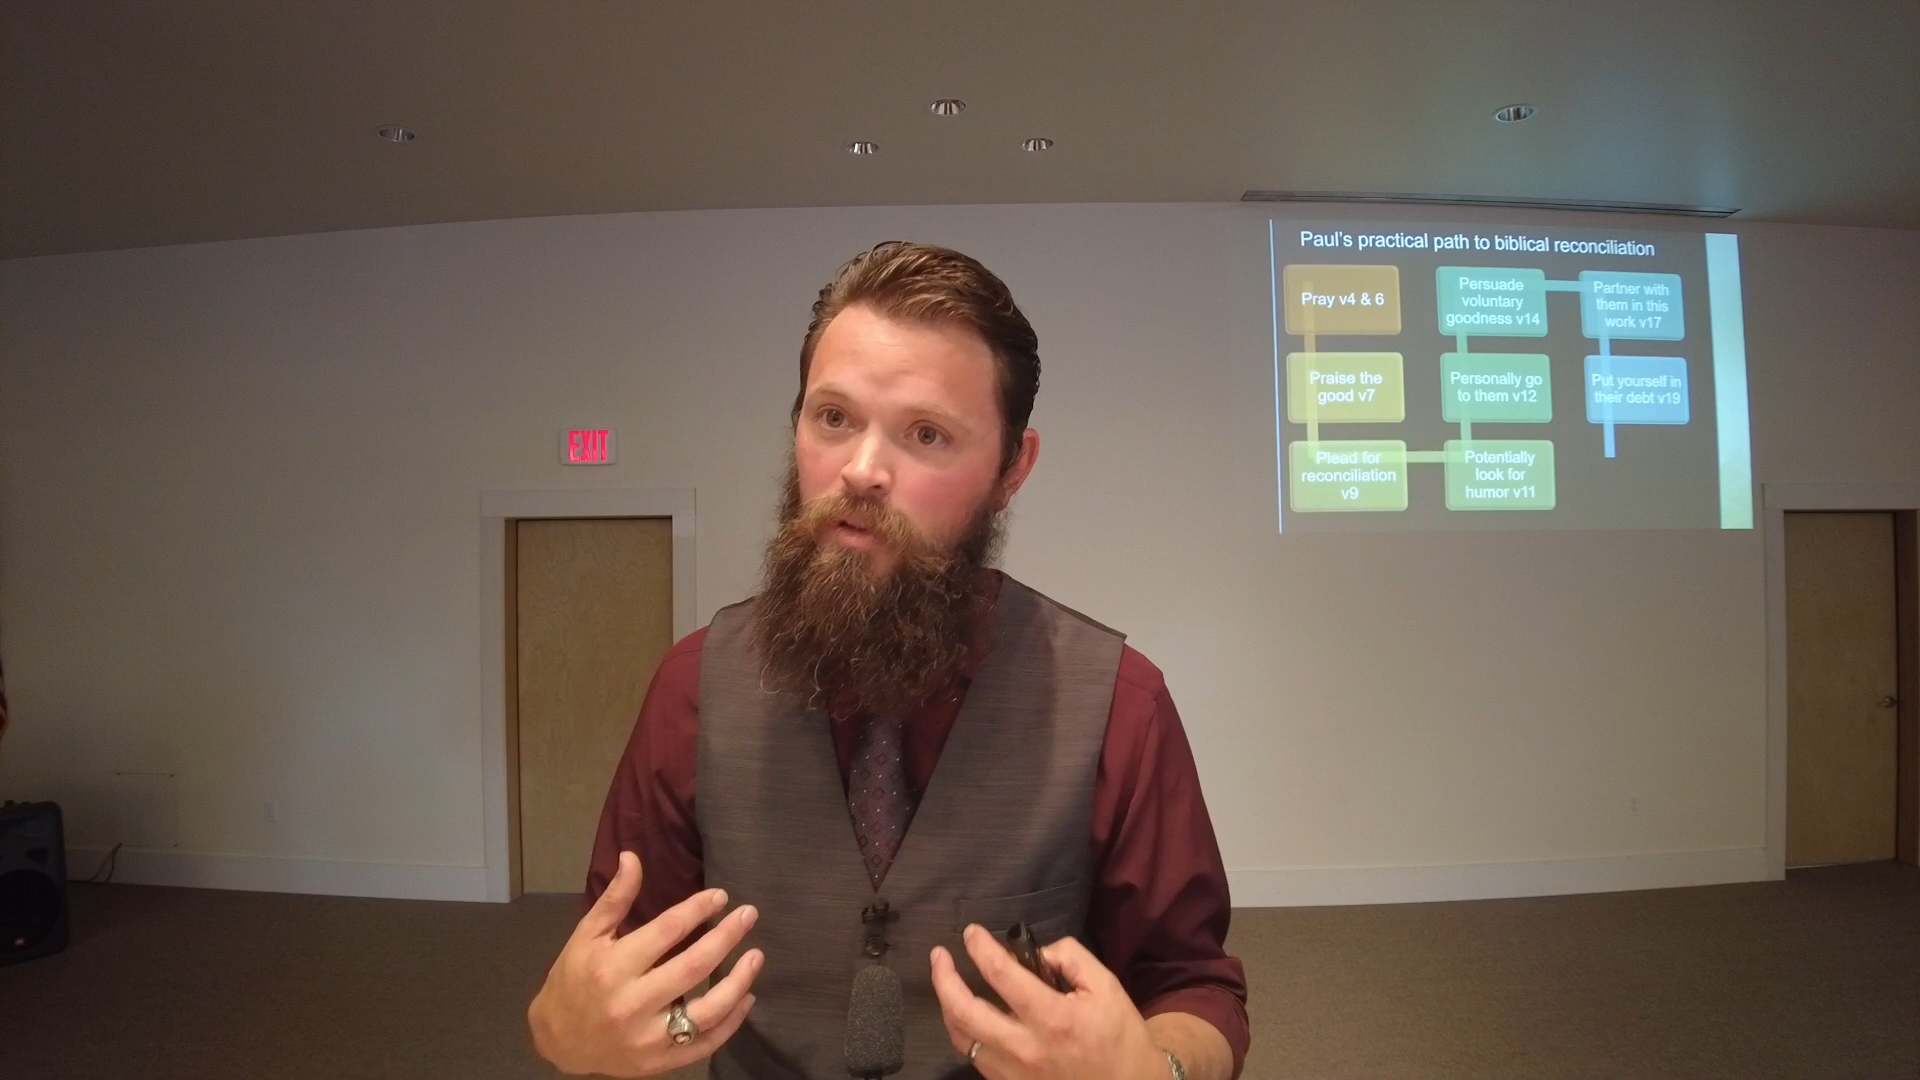 Paul's practical path to biblical reconciliation
Pray v4 & 6
Praise the
good v7
Plead for
reconciliation
v9
Potentially
look for
humor v11
Personally go
to them v12
Persuade
voluntary
goodness v14
Partner with
them in this
work v17
Put yourself in
their debt v19
EXIT